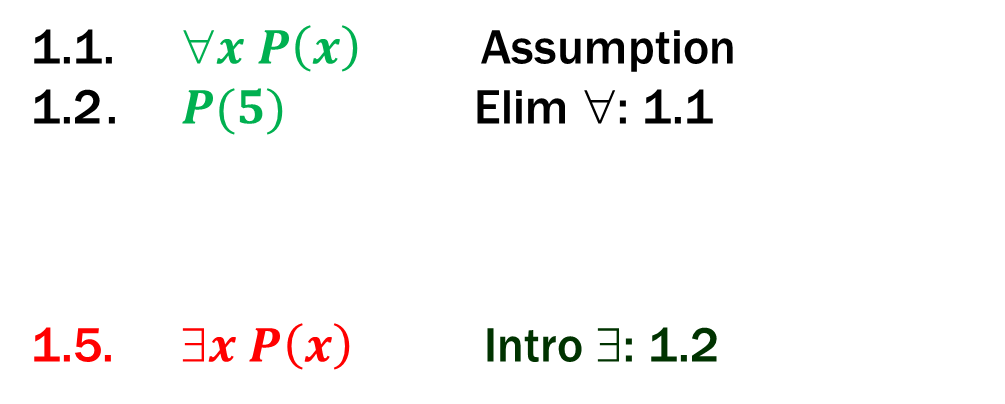 1.1. ∀x P(x) Assumption
1.2. P(5) Elim ∀: 1.1
1.5. ∃x P(x) Intro ∃: 1.2